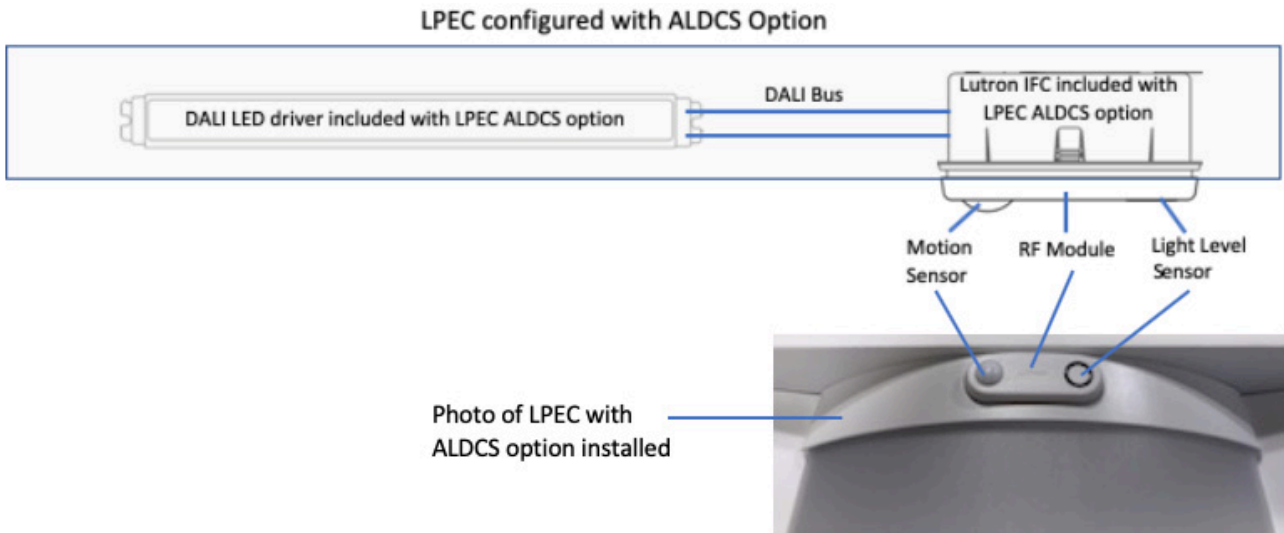 LPEC configured with ALDCS Option
DALI LED driver included with LPEC ALDCS option
DALI Bus
Lutron IFC included with
LPEC ALDCS option
Motion
Sensor
RF Module
Light Level
Sensor
Photo of LPEC with
ALDCS option installed